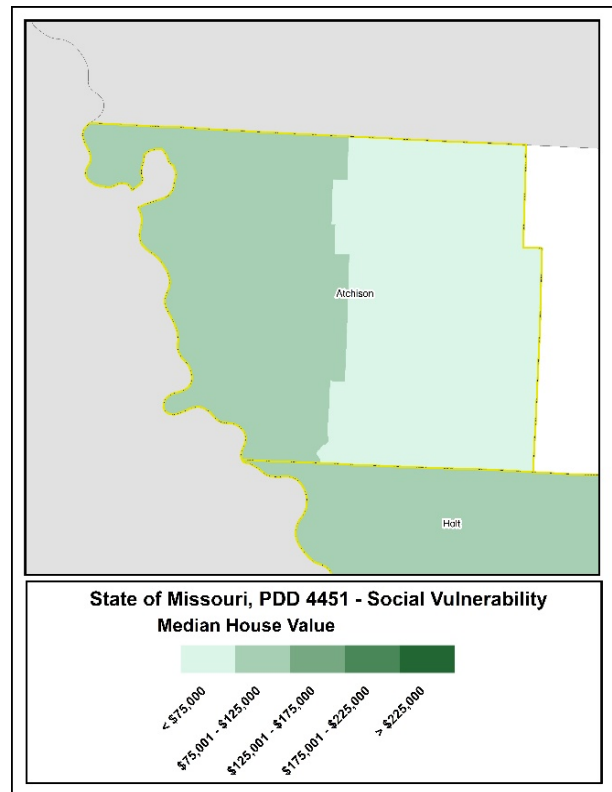 Atchison
Holt
State of Missouri, PDD 4451 - Social Vulnerability
Median House Value
< $75,000
$75,001 - $125,000
$125,001 - $175,000
$175,001 - $225,000
> $225,000